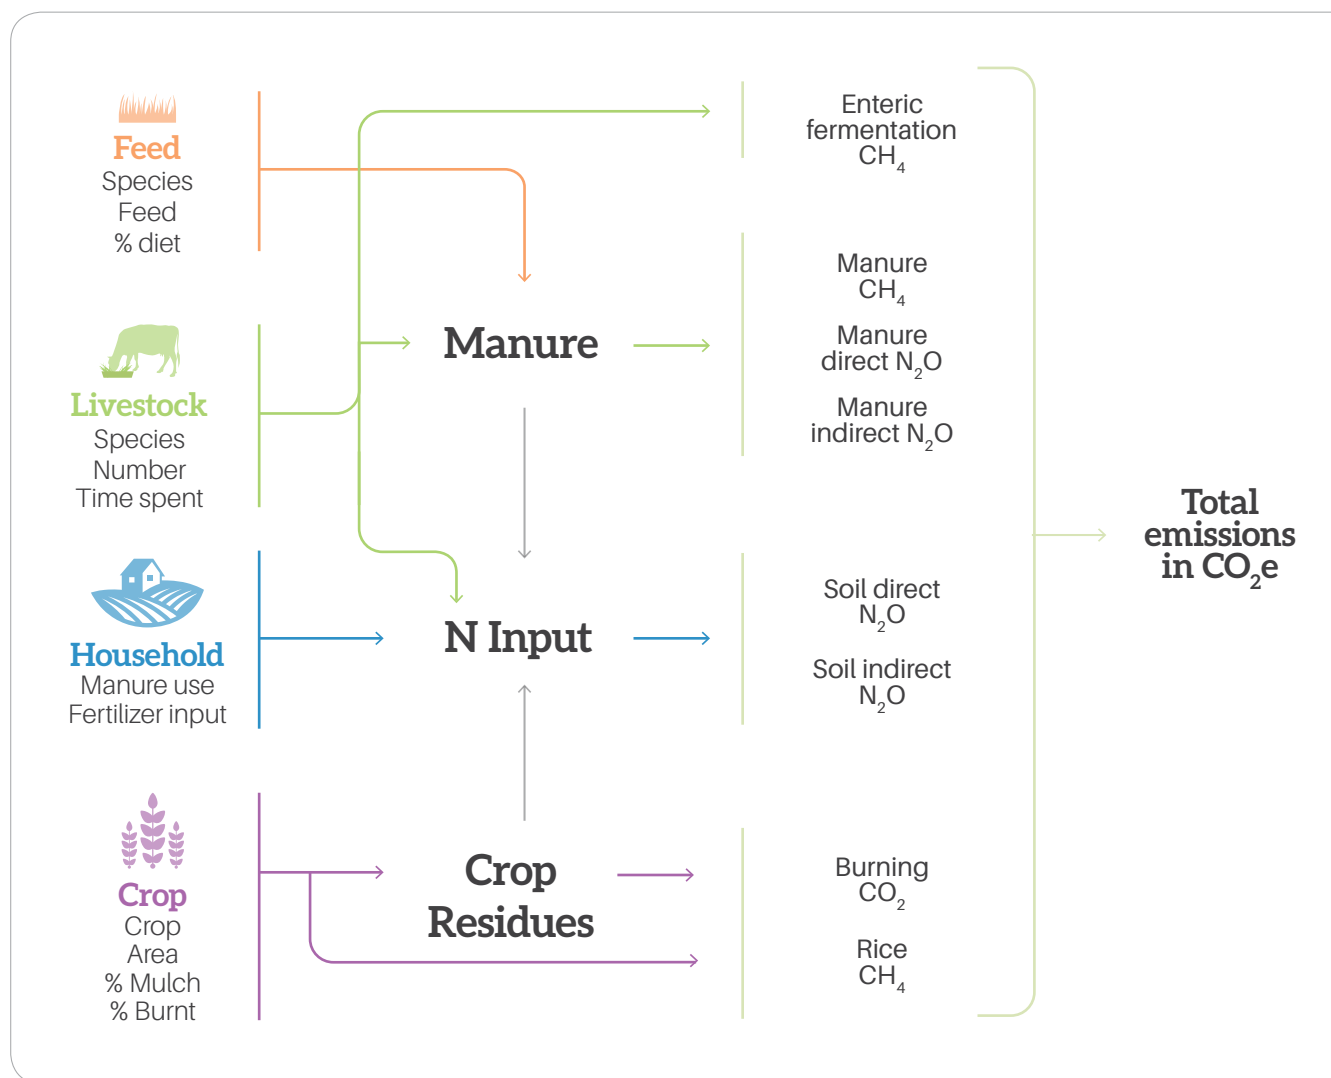 Feed
Species
Feed
% diet
Livestock
Species
Number
Time spent
Household
Manure use
Fertilizer input
Crop
Crop
Area
% Mulch
% Burnt
Manure
N Input
Crop
Residues
Enteric
fermentation
CH₄
Manure
CH₄
Manure
direct N₂O
Manure
indirect N₂O
Soil direct
N₂O
Soil indirect
N₂O
Burning
CO₂
Rice
CH₄
Total
emissions
in CO₂e